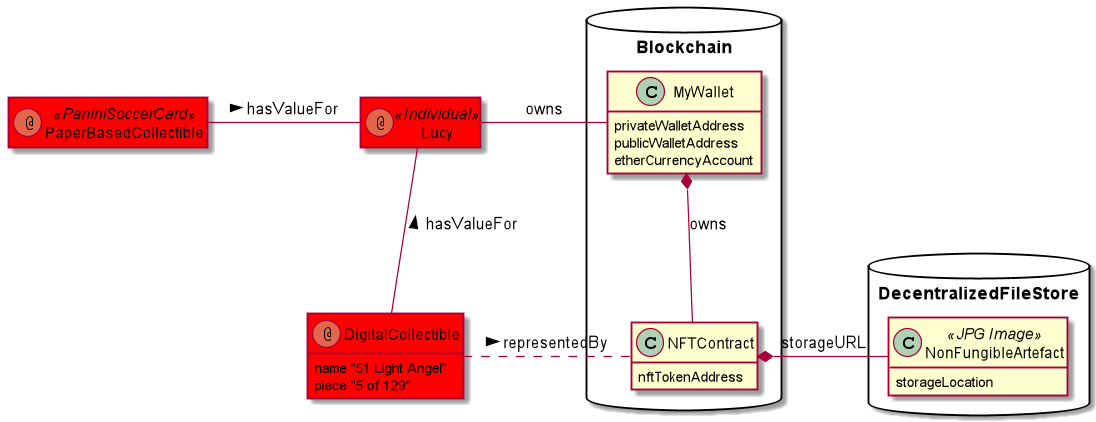 Blockchain
C MyWallet
privateWalletAddress
publicWalletAddress
etherCurrencyAccount
@ «PaniniSoccerCard»
PaperBasedCollectible
hasValueFor
@ «Individual»
Lucy
owns
hasValueFor
owns
DecentralizedFileStore
@ DigitalCollectible
name "51 Light Angel"
piece "5 of 129"
representedBy
C NFTContract
nftTokenAddress
storageURL
C «JPG Image»
NonFungibleArtefact
storageLocation